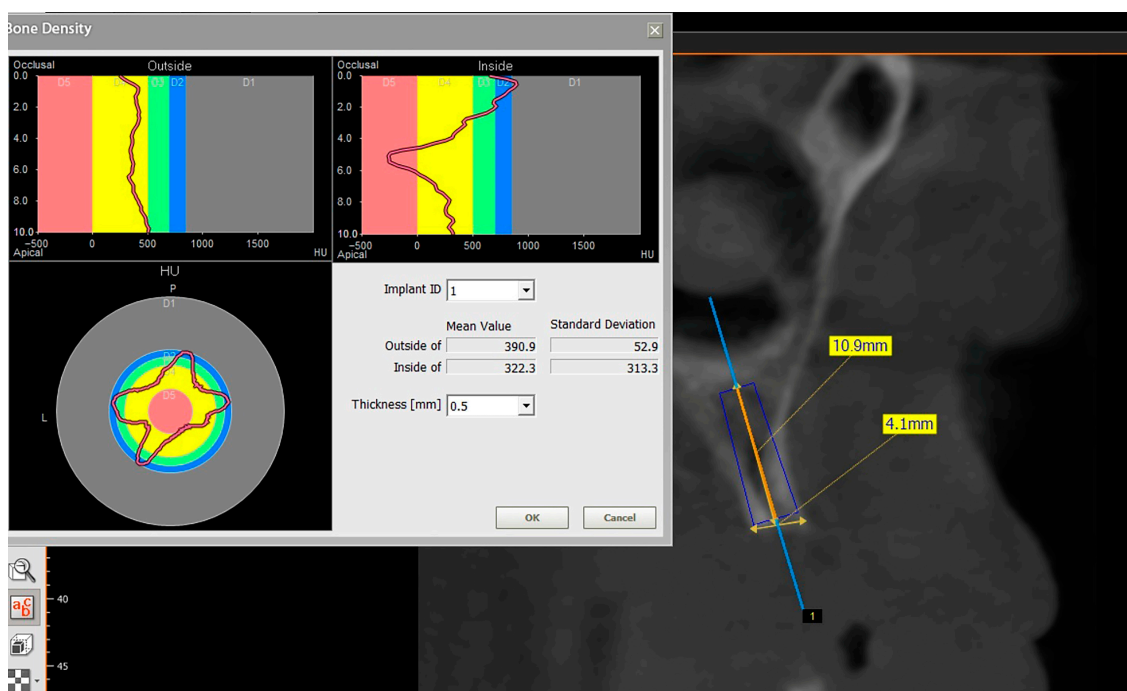 Bone Density
Occlusal
Outside
0.0
D5
D3
D2
D1
2.0
4.0
6.0
8.0
10.0
-500
0
500
1000
1500
Apical
HU
Occlusal
Inside
0.0
D5
D4
D3
D2
D1
2.0
4.0
6.0
8.0
10.0
-500
0
500
1000
1500
Apical
HU
HU
P
D1
D5
L
Implant ID 1
Mean Value Standard Deviation
Outside of 390.9 52.9
Inside of 322.3 313.3
Thickness [mm] 0.5
OK Cancel
10.9mm
4.1mm
1
abc
40
45